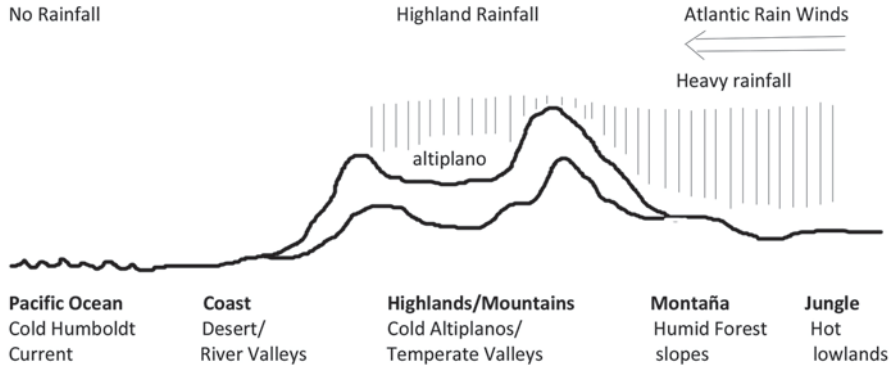 No Rainfall
Highland Rainfall
Atlantic Rain Winds
Heavy rainfall
altiplano
Pacific Ocean
Cold Humboldt
Current
Coast
Desert/
River Valleys
Highlands/Mountains
Cold Altiplanos/
Temperate Valleys
Montaña
Humid Forest
slopes
Jungle
Hot
lowlands